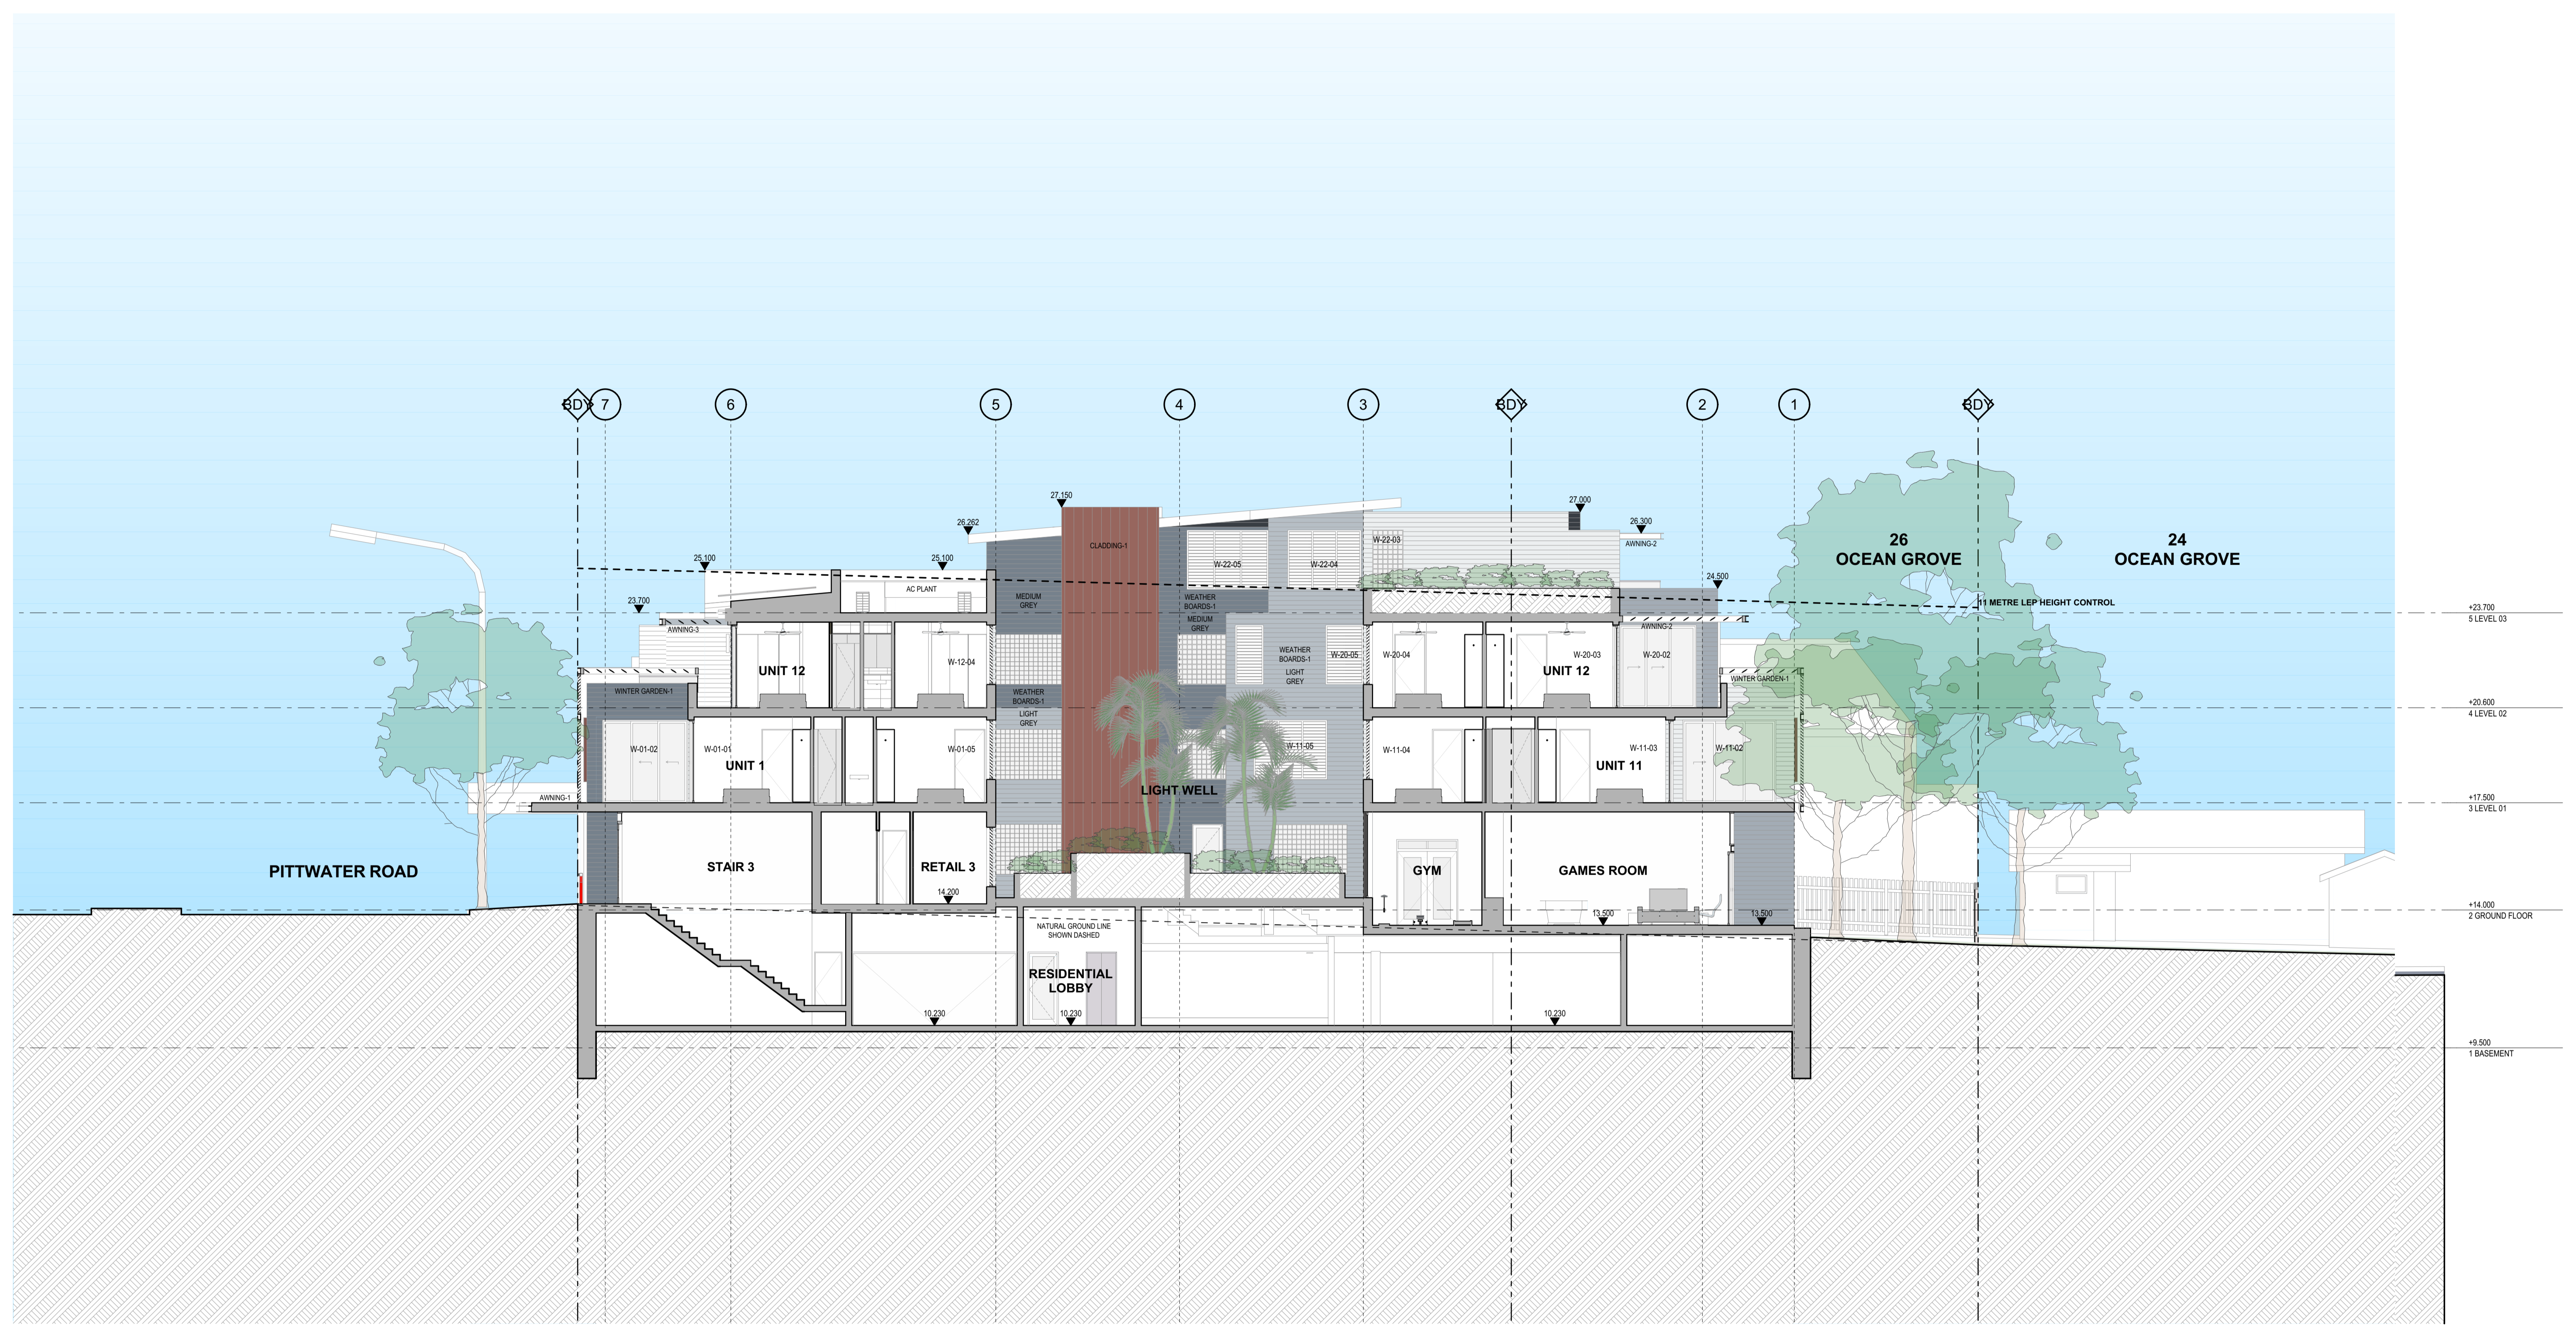 BDY
7
6
5
4
3
BDY
2
1
BDY
27.150
27.000
26.262
26.300
AWNING-2
W-22-03
CLADDING-1
26
OCEAN GROVE
24
OCEAN GROVE
25.100
25.100
W-22-05
W-22-04
24.500
AC PLANT
23.700
MEDIUM
GREY
WEATHER
BOARDS-1
MEDIUM
GREY
11 METRE LEP HEIGHT CONTROL
+23.700
5 LEVEL 03
AWNING-3
AWNING-2
UNIT 12
W-12-04
WEATHER
BOARDS-1
LIGHT
GREY
W-20-05
W-20-04
W-20-03
UNIT 12
W-20-02
WINTER GARDEN-1
WINTER GARDEN-1
WEATHER
BOARDS-1
LIGHT
GREY
+20.600
4 LEVEL 02
W-01-02
W-01-01
UNIT 1
W-01-05
W-11-05
W-11-04
W-11-03
UNIT 11
W-11-02
LIGHT WELL
AWNING-1
+17.500
3 LEVEL 01
PITTWATER ROAD
STAIR 3
RETAIL 3
14.200
GYM
GAMES ROOM
13.500
13.500
+14.000
2 GROUND FLOOR
NATURAL GROUND LINE
SHOWN DASHED
RESIDENTIAL
LOBBY
10.230
10.230
10.230
+9.500
1 BASEMENT